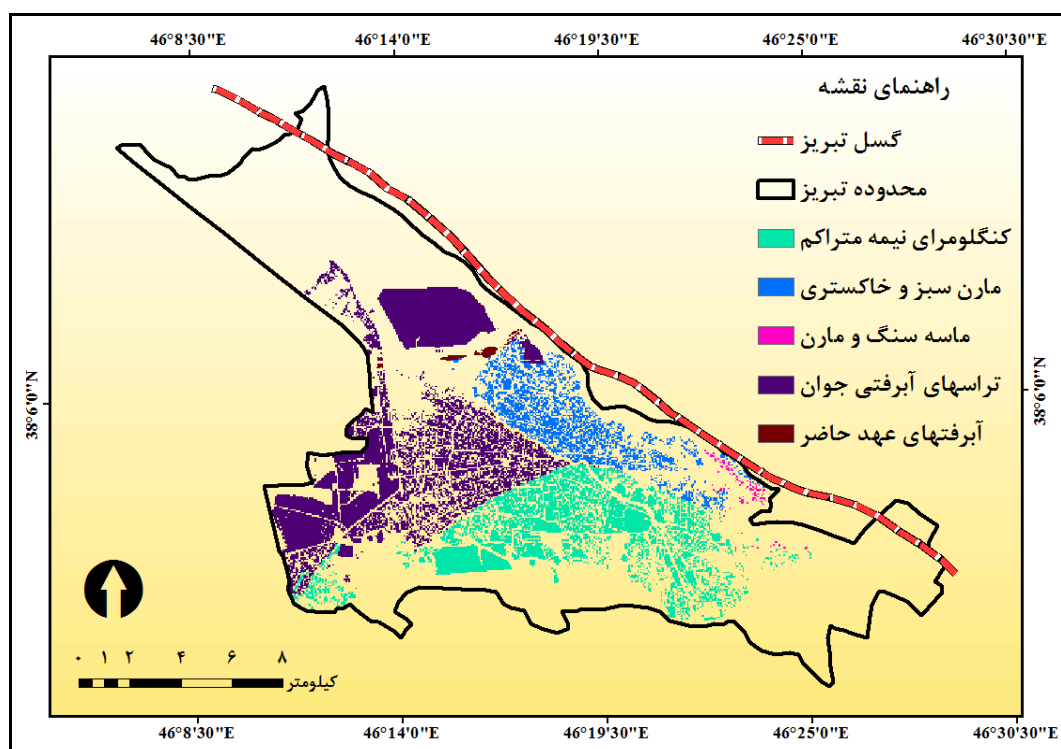 46°8'30"E 46°14'0"E 46°19'30"E 46°25'0"E 46°30'30"E
راهنمای نقشه
گسل تبریز
محدوده تبریز
کنگلومرای نیمه متراکم
مارن سبز و خاکستری
ماسه سنگ و مارن
تراسهای آبرفتی جوان
آبرفتهای عهد حاضر
38°6'0"N
38°6'0"N
۰ ۱ ۲ ۴ ۶ ۸
کیلومتر
46°8'30"E 46°14'0"E 46°19'30"E 46°25'0"E 46°30'30"E